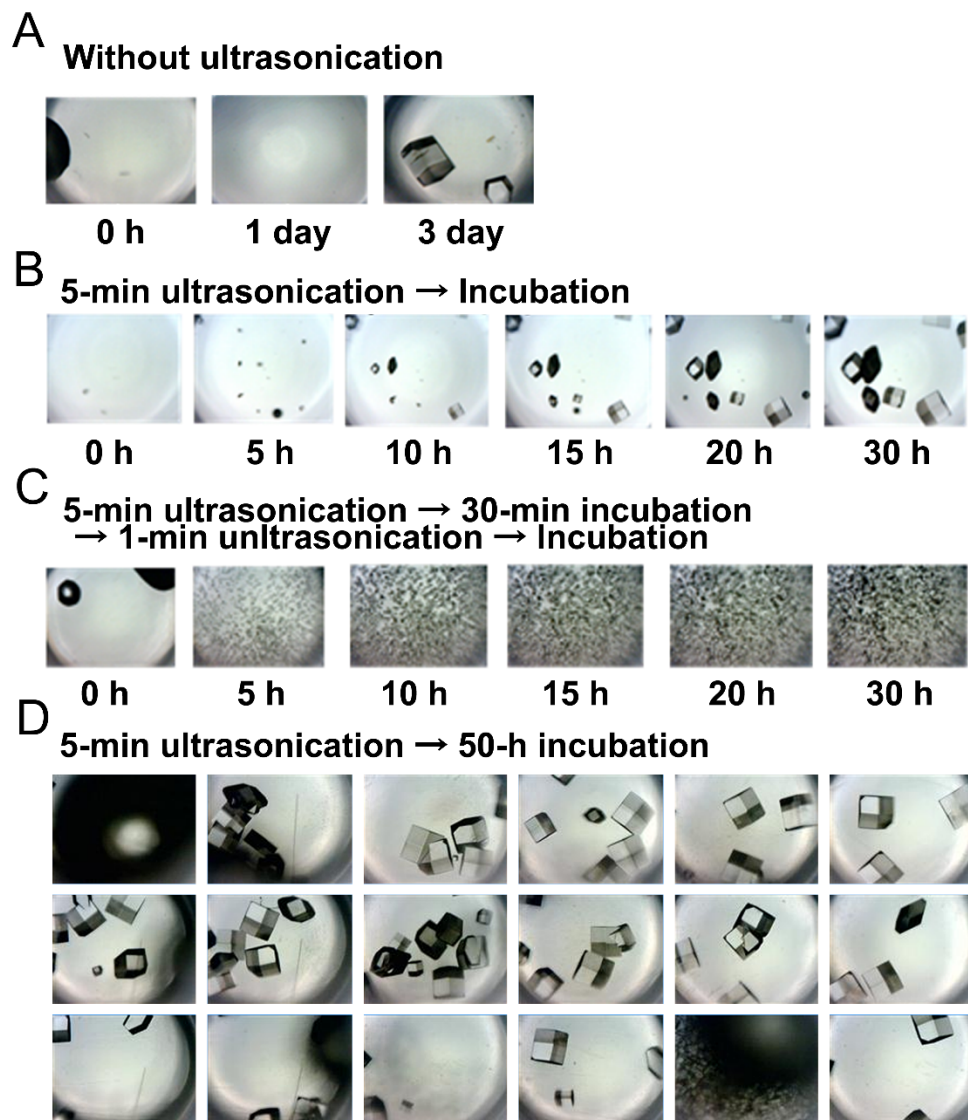 A
Without ultrasonication
0 h 1 day 3 day
B
5-min ultrasonication → Incubation
0 h 5 h 10 h 15 h 20 h 30 h
C
5-min ultrasonication → 30-min incubation
→ 1-min unltrasonication → Incubation
0 h 5 h 10 h 15 h 20 h 30 h
D
5-min ultrasonication → 50-h incubation